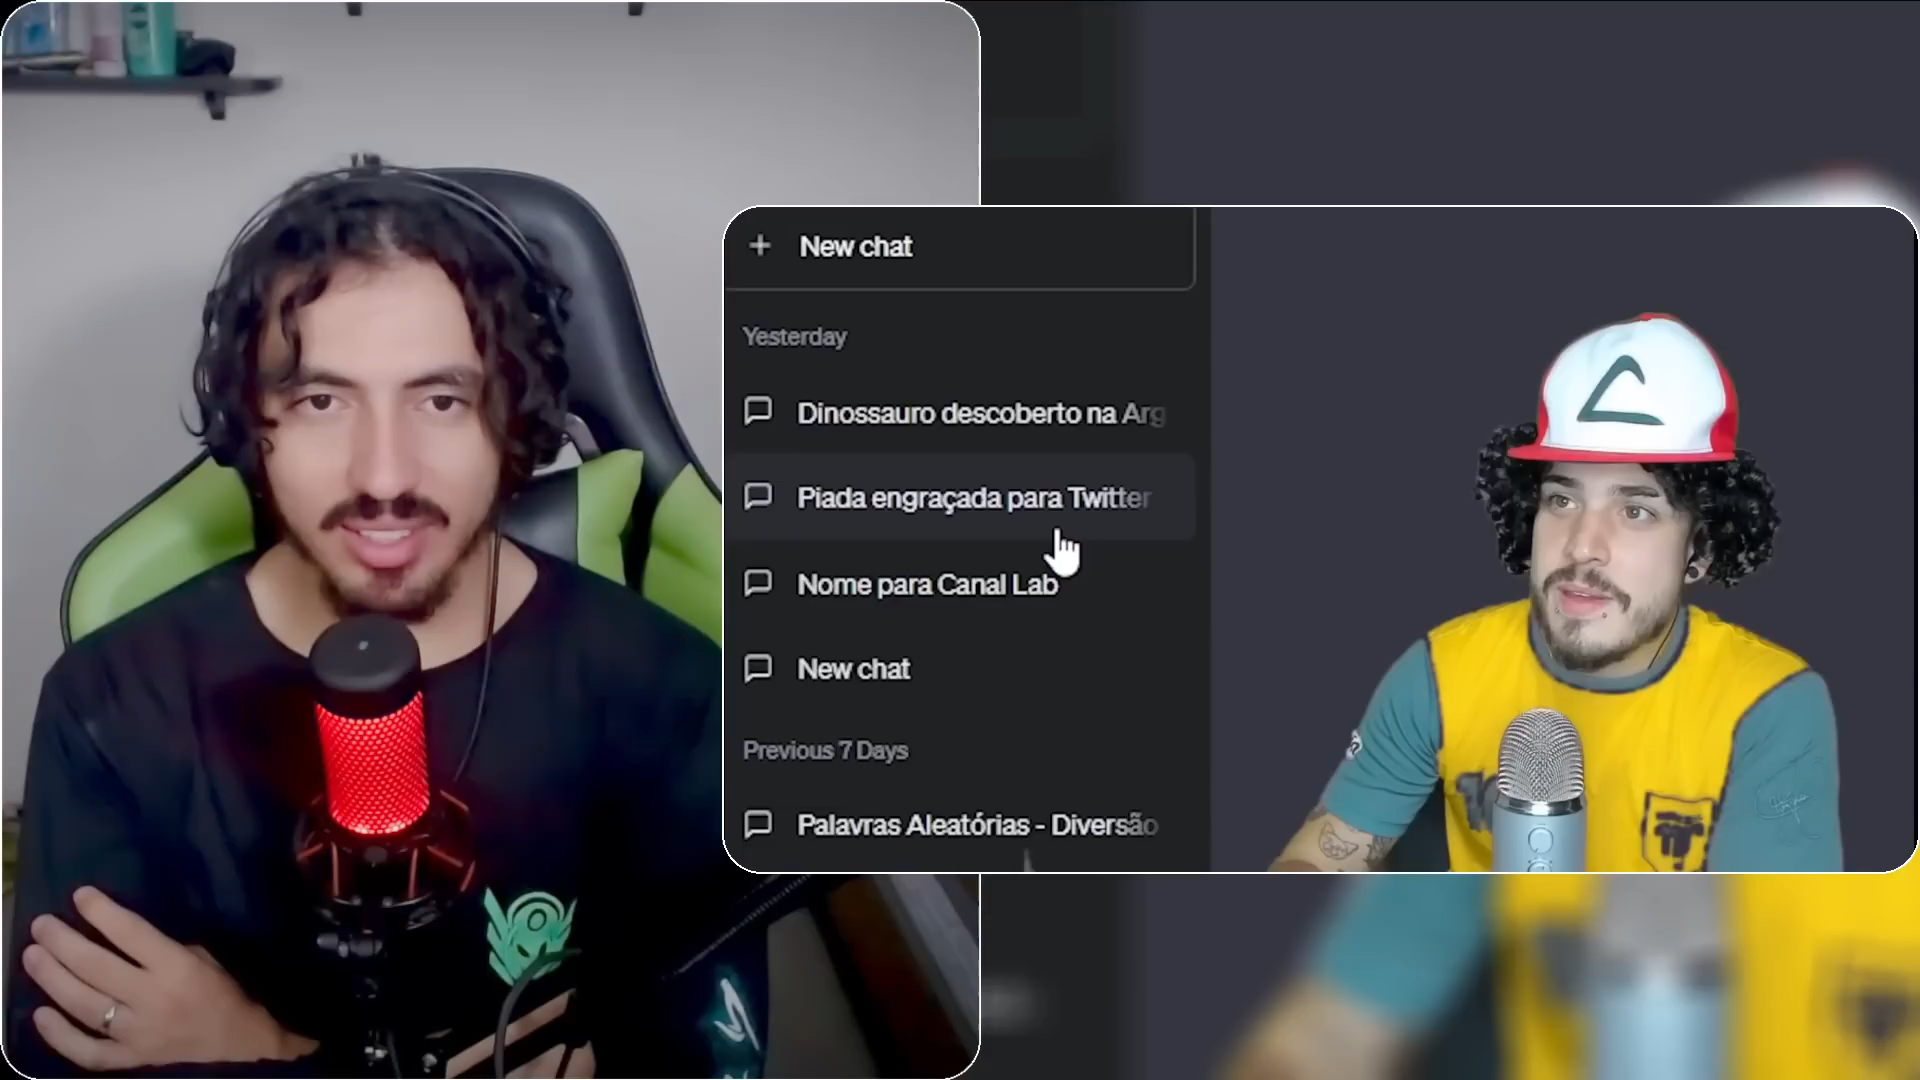 New chat
Yesterday
Dinossauro descoberto na Arg
Piada engraçada para Twitter
Nome para Canal Lab
New chat
Previous 7 Days
Palavras Aleatórias - Diversão